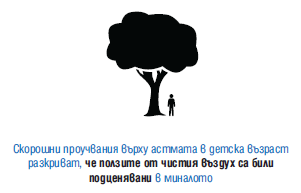 Скорошни проучвания върху астмата в детска възраст
разкриват, че ползите от чистия въздух са били
подценявани в миналото